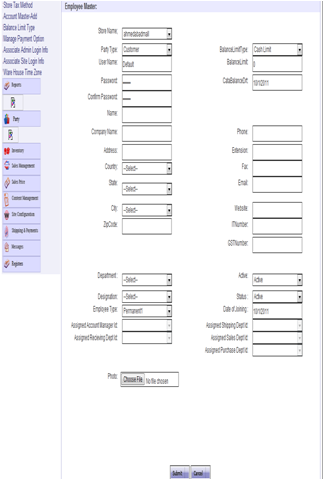 Store Tax Method
Account Master-Add
Balance Limit Type
Manage Payment Option
Associate Admin Login Info
Associate Site Login Info
Ware House Time Zone
Reports
Party
Inventory
Sales Management
Sales Price
Content Management
Site Configuration
Shipping & Payments
Messages
Registers
Employee Master:
Store Name: ahmedabadmall
Party Type: Customer BalanceLimitType: Cash Limit
User Name: Default BalanceLimit: 0
Password: 10/1/2011
Confirm Password:
Name:
Company Name: Phone:
Address: Extension:
Country: --Select-- Fax:
State: --Select-- Email:
City: --Select-- Website:
ZipCode: ITNumber:
GSTNumber:
Department: --Select-- Active: Active
Designation: --Select-- Status: Active
Employee Type: Permanent1 Date of Joining: 10/1/2011
Assigned Account Manager Id: Assigned Shipping Dept Id:
Assigned Recieving Dept Id: Assigned Sales Dept Id:
Assigned Purchase Dept Id:
Photo: Choose File No file chosen
Submit Cancel